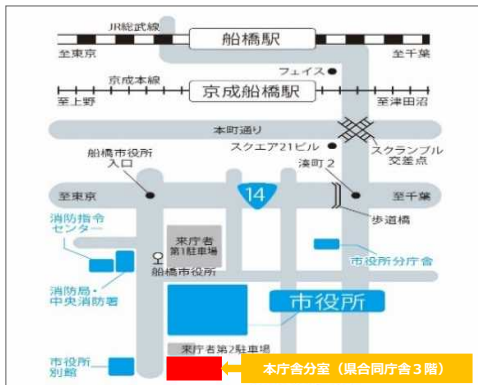 JR総武線
船橋駅
至東京
至千葉
フェイス
京成本線
京成船橋駅
至上野
至津田沼
本町通り
スクランブル
交差点
スクエア21ビル
船橋市役所
入口
湊町2
14
至東京
至千葉
歩道橋
消防指令
センター
来庁者
第1駐車場
船橋市役所
市役所分庁舎
消防局・
中央消防署
市役所
来庁者第2駐車場
市役所
別館
本庁舎分室（県合同庁舎３階）